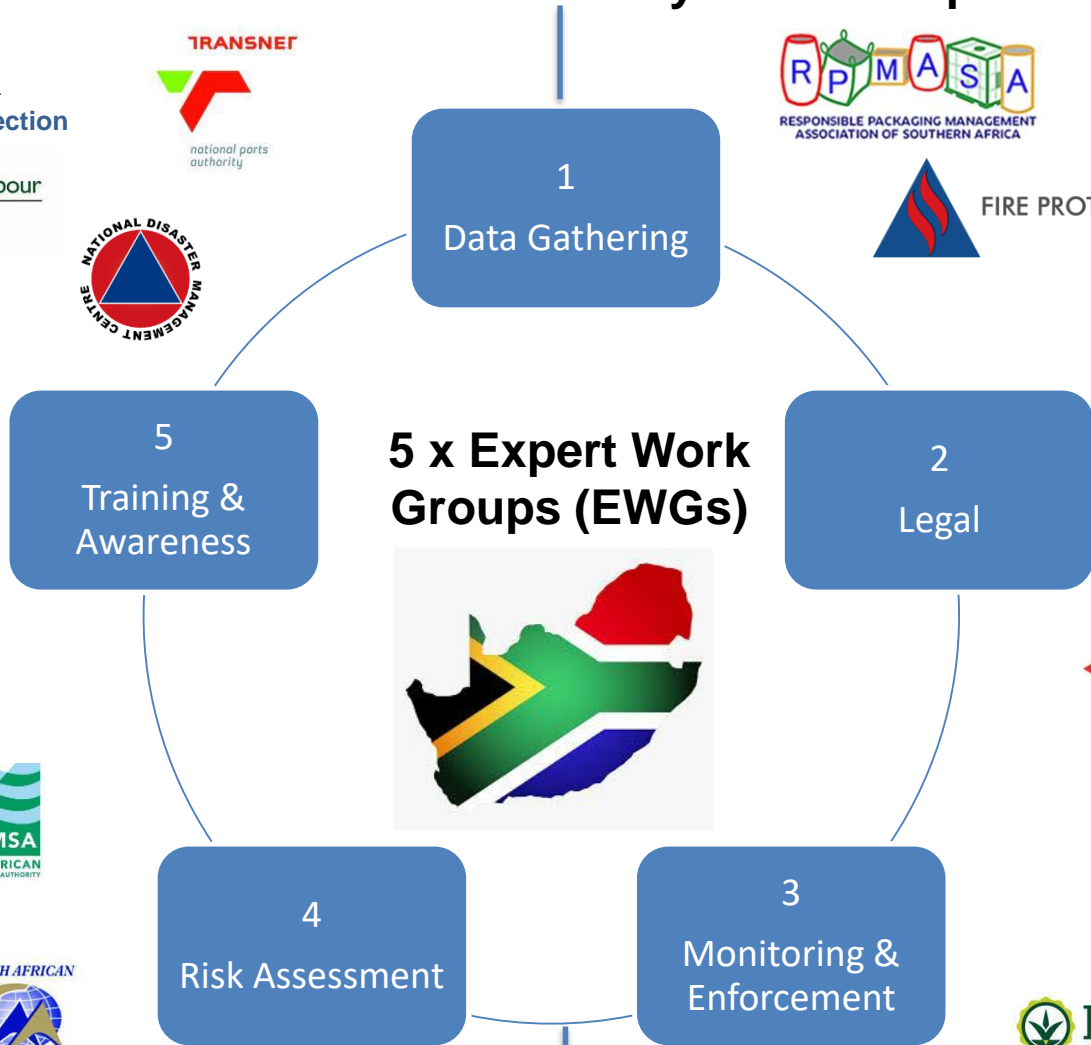 TRANSNET
national ports
authority
RPMASA
RESPONSIBLE PACKAGING MANAGEMENT
ASSOCIATION OF SOUTHERN AFRICA
FIRE PROT
ection
bour
NATIONAL DISASTER MANAGEMENT CENTRE
1
Data Gathering
5
Training &
Awareness
5 x Expert Work
Groups (EWGs)
2
Legal
MSA
RICAN
AUTHORITY
4
Risk Assessment
3
Monitoring &
Enforcement
H AFRICAN